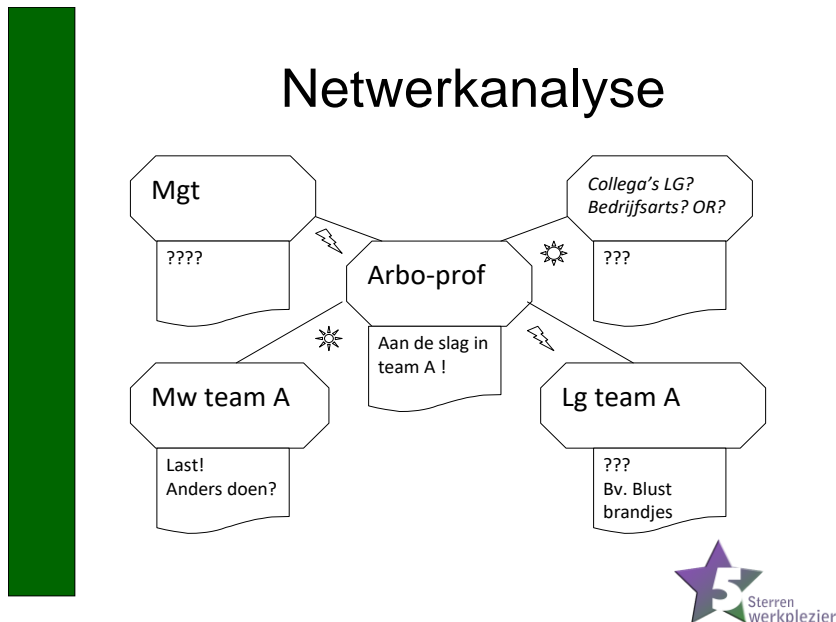 Netwerkanalyse
Mgt
????
Collega's LG?
Bedrijfsarts? OR?
???
Arbo-prof
Aan de slag in
team A !
Mw team A
Last!
Anders doen?
Lg team A
???
Bv. Blust
brandjes
5
Sterren
werkplezier